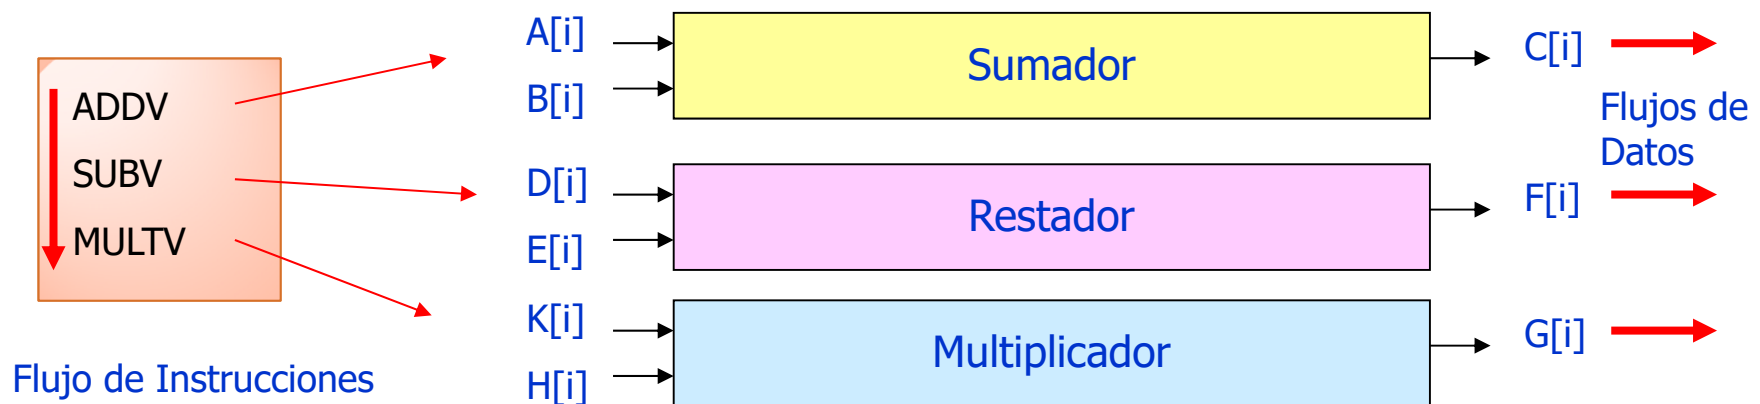 ADDV
SUBV
MULTV
Flujo de Instrucciones
A[i]
B[i]
Sumador
C[i]
D[i]
E[i]
Restador
F[i]
K[i]
H[i]
Multiplicador
G[i]
Flujos de
Datos